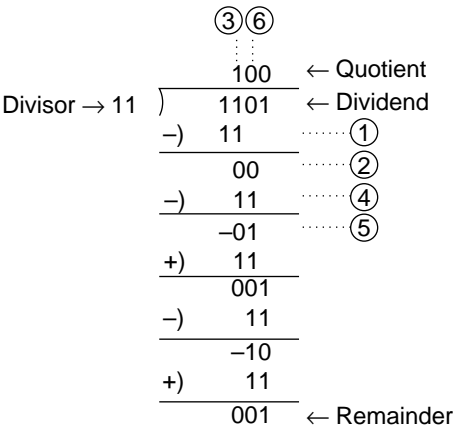 ③⑥
100 ← Quotient
Divisor → 11 ) 1101 ← Dividend
–) 11 ①
00 ②
–) 11 ④
–01 ⑤
+) 11
001
–) 11
–10
+) 11
001 ← Remainder